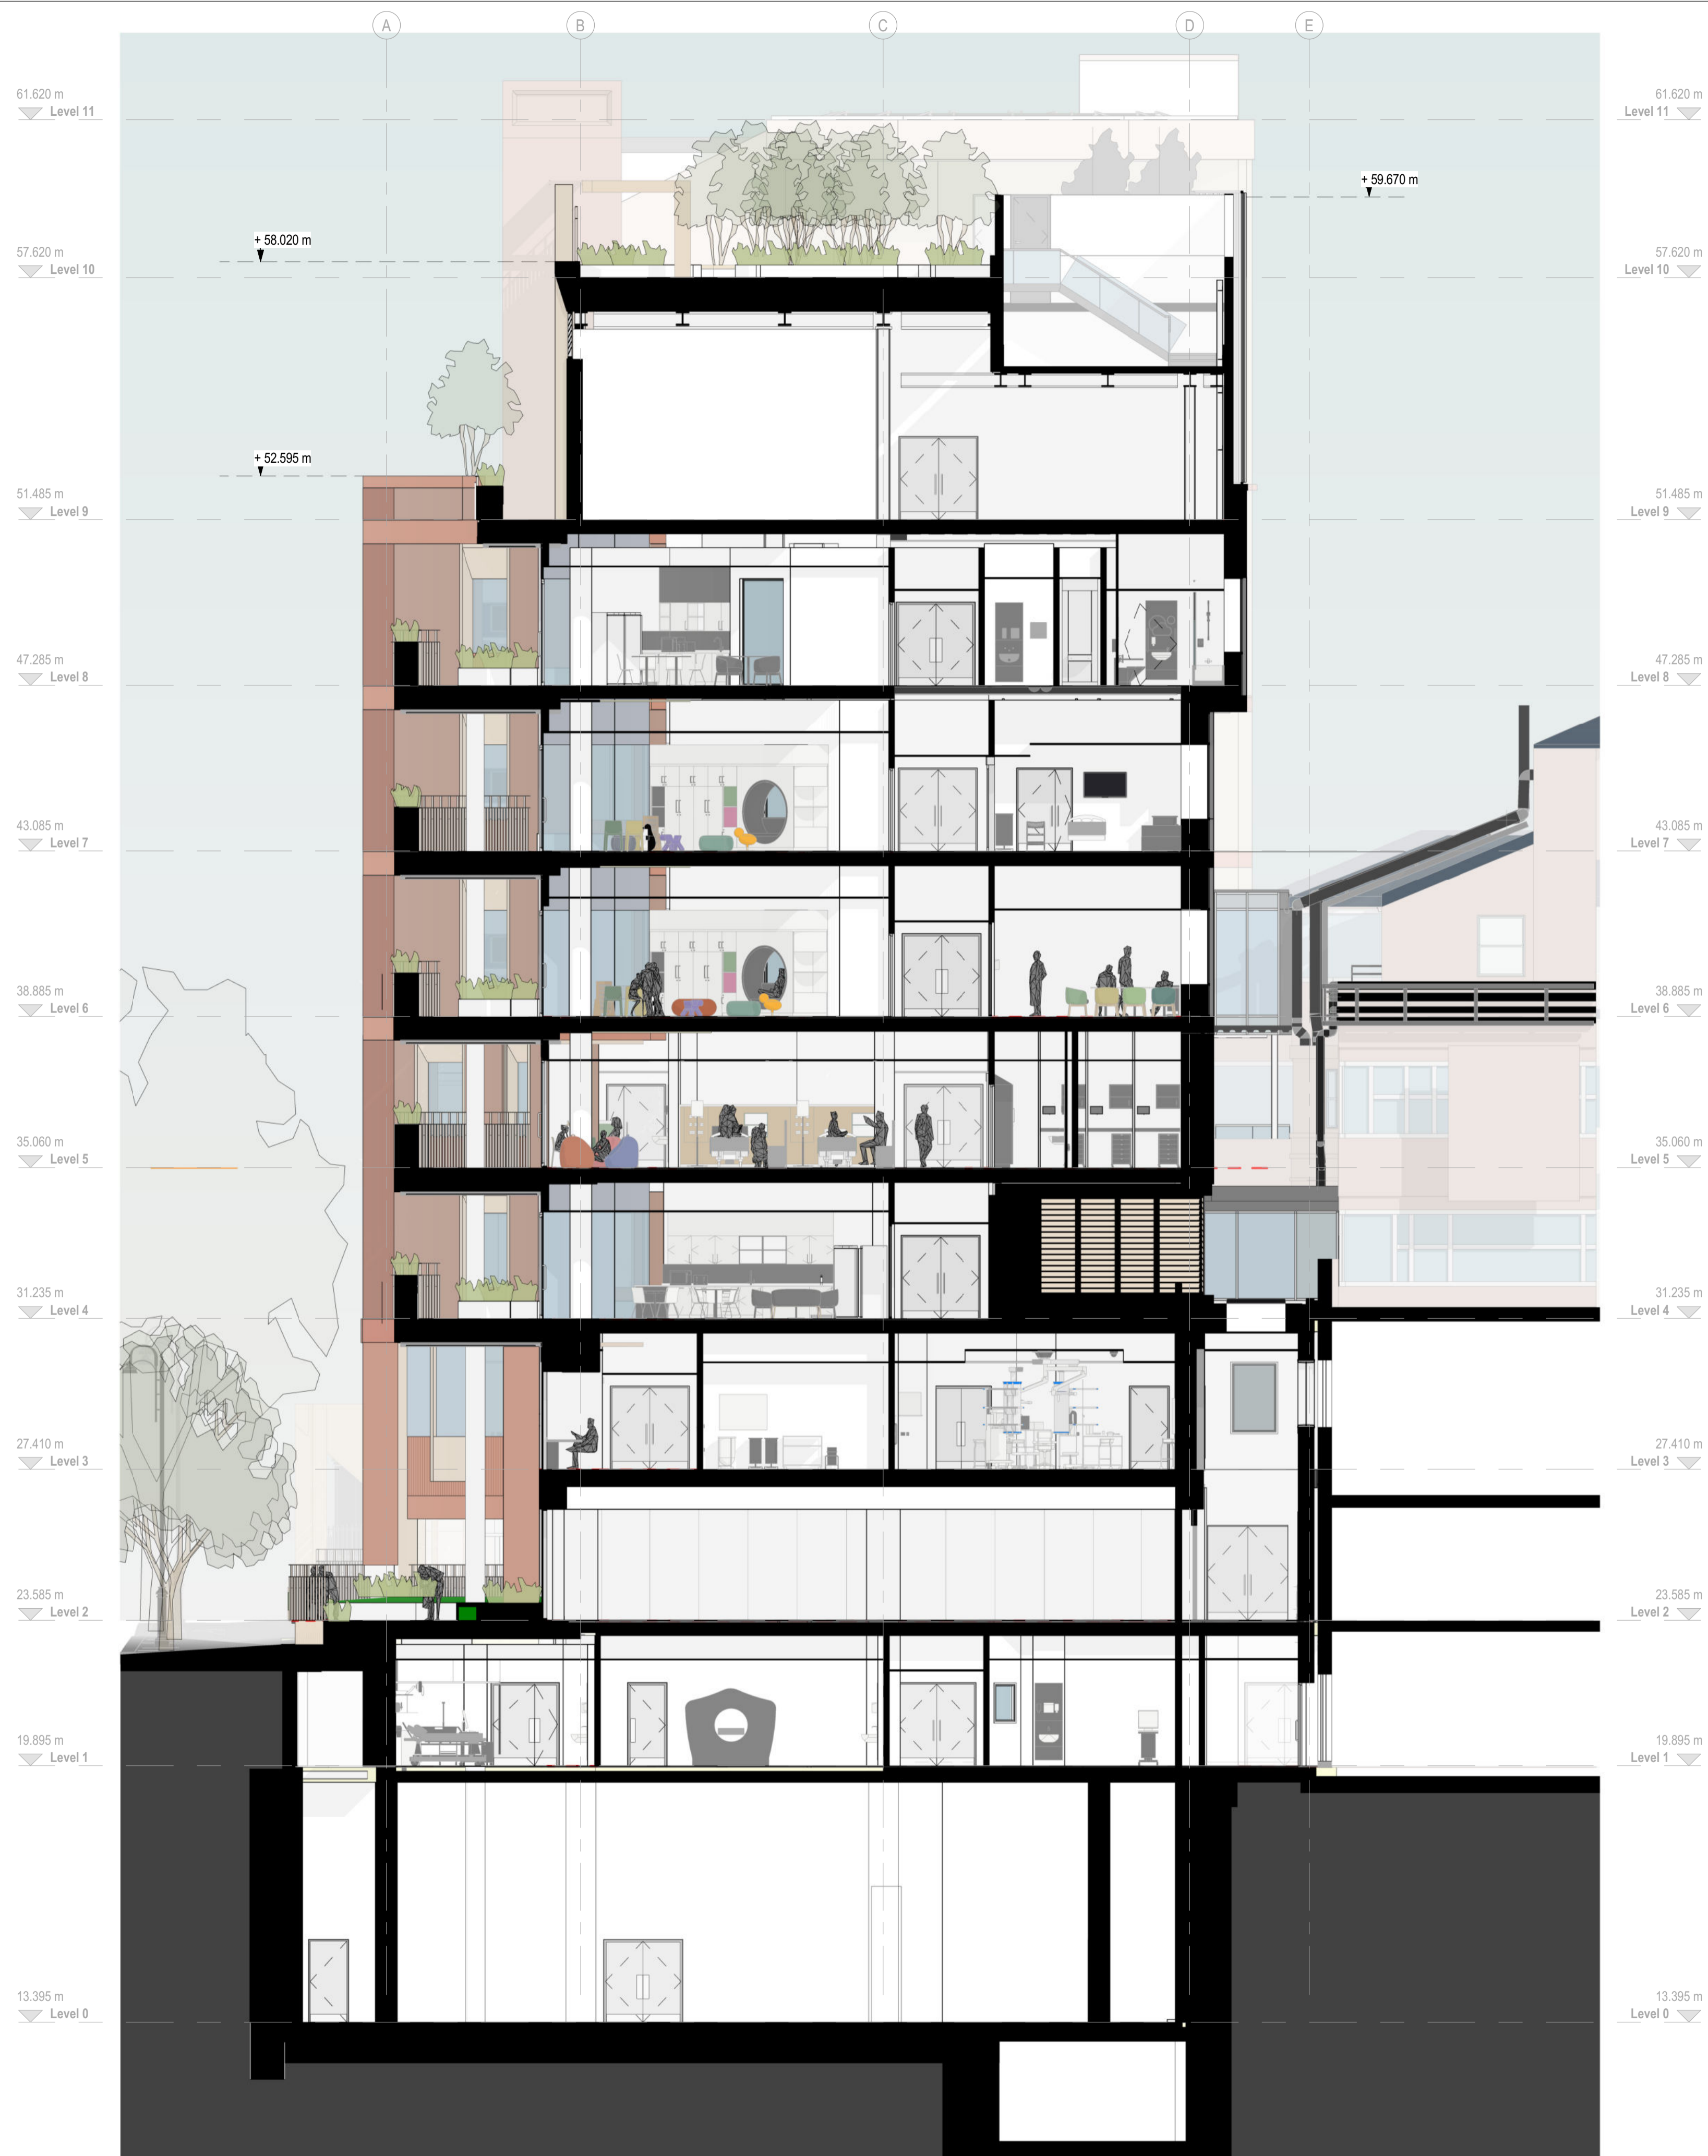 A B C D E
61.620 m
Level 11
61.620 m
Level 11
+ 59.670 m
+ 58.020 m
57.620 m
Level 10
57.620 m
Level 10
+ 52.595 m
51.485 m
Level 9
51.485 m
Level 9
47.285 m
Level 8
47.285 m
Level 8
43.085 m
Level 7
43.085 m
Level 7
38.885 m
Level 6
38.885 m
Level 6
35.060 m
Level 5
35.060 m
Level 5
31.235 m
Level 4
31.235 m
Level 4
27.410 m
Level 3
27.410 m
Level 3
23.585 m
Level 2
23.585 m
Level 2
19.895 m
Level 1
19.895 m
Level 1
13.395 m
Level 0
13.395 m
Level 0